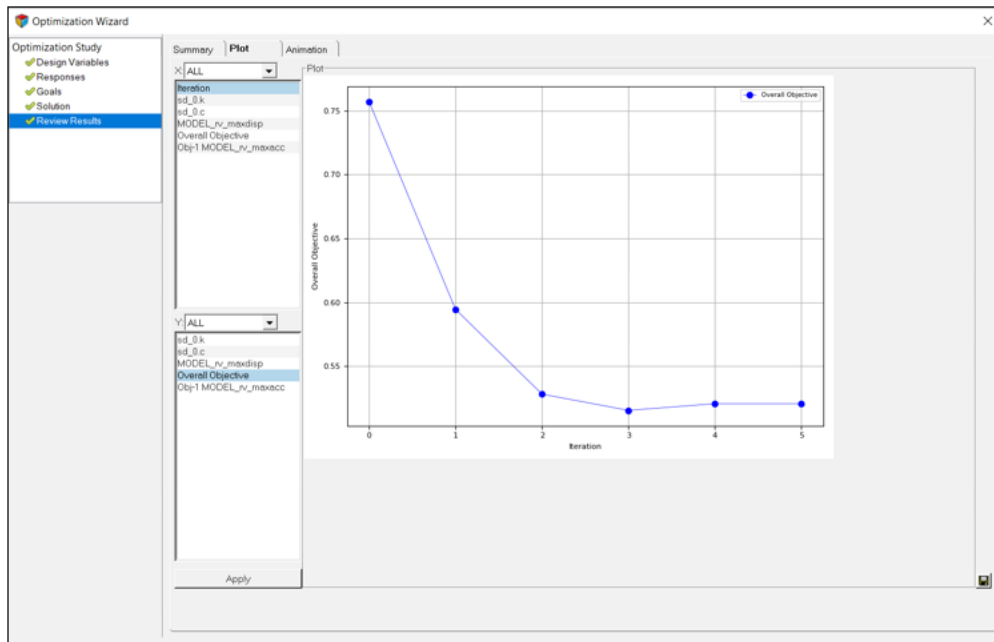 Optimization Wizard
Optimization Study
Design Variables
Responses
Goals
Solution
Review Results
Summary
Plot
Animation
X: ALL
Iteration
sd_0.k
sd_0.c
MODEL_rv_maxdisp
Overall Objective
Obj-1 MODEL_rv_maxacc
Y: ALL
sd_0.k
sd_0.c
MODEL_rv_maxdisp
Overall Objective
Obj-1 MODEL_rv_maxacc
Apply
Plot
Overall Objective
0.75
0.70
0.65
0.60
0.55
Overall Objective
0 1 2 3 4 5
Iteration